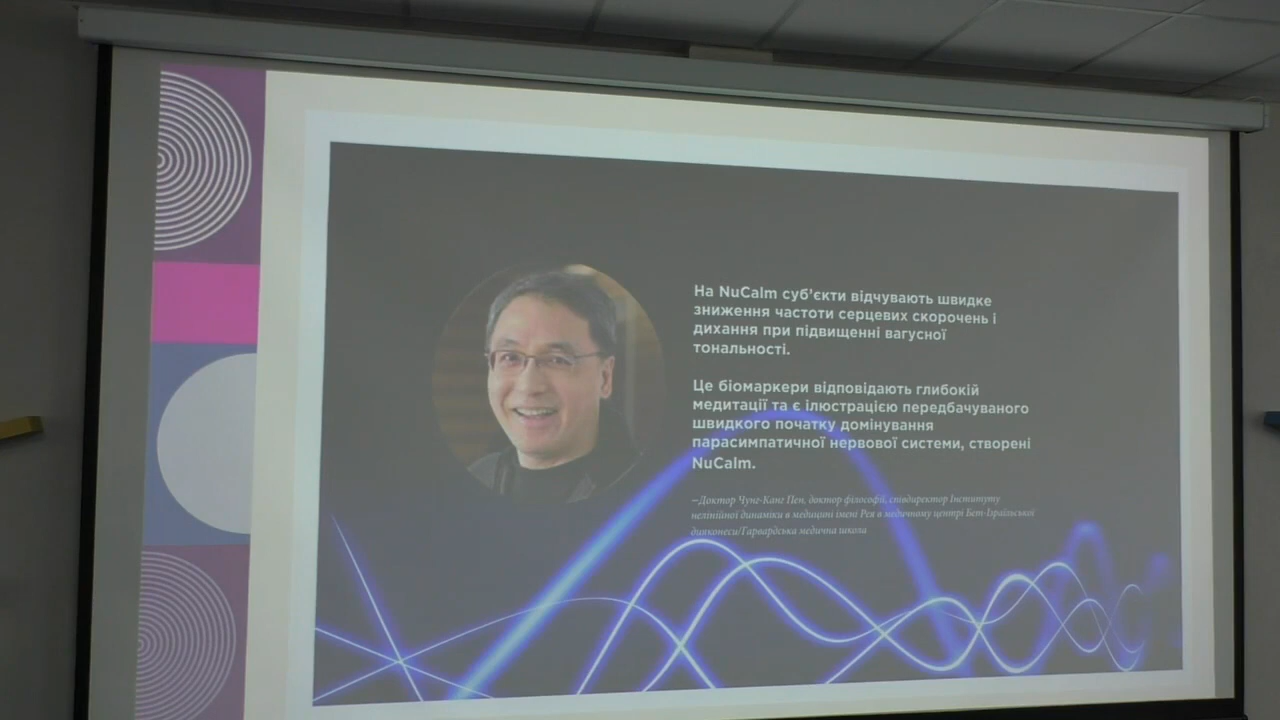 На NuCalm суб'єкти відчувають швидке
зниження частоти серцевих скорочень і
дихання при підвищенні вагусної
тональності.
Це біомаркери відповідають глибокій
медитації та є ілюстрацією передбачуваного
швидкого початку домінування
парасимпатичної нервової системи, створені
NuCalm.
—Доктор Чунг-Канг Пен, доктор філософії, співдиректор Інституту
нелінійної динаміки в медицині імені Рея в медичному центрі Бет-Ізраїльської
дияконеси/Гарвардська медична школа